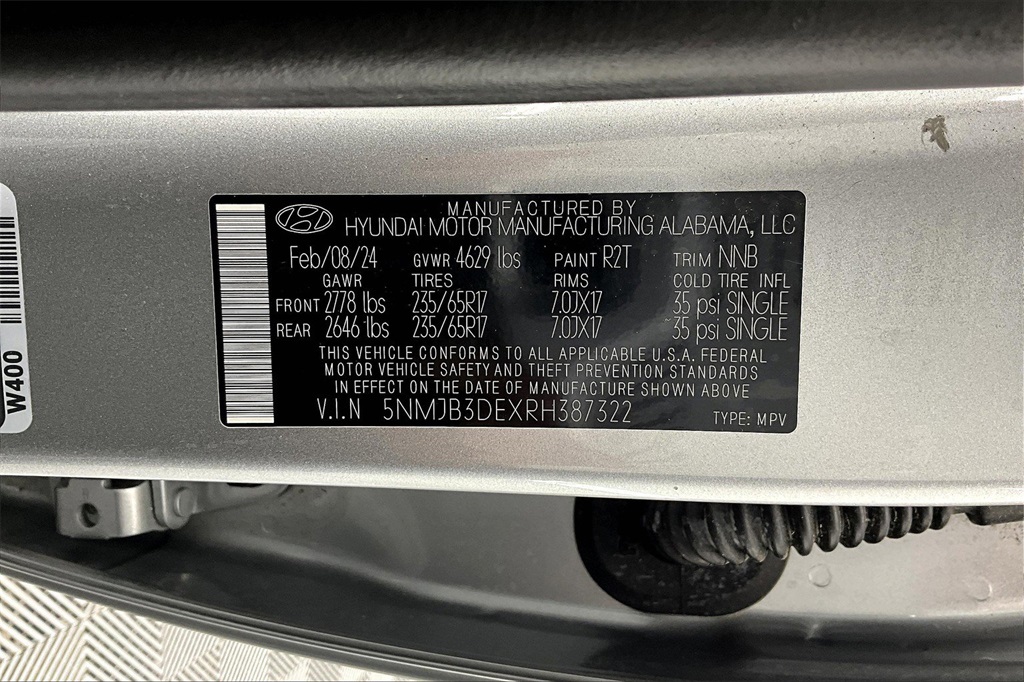 MANUFACTURED BY
HYUNDAI MOTOR MANUFACTURING ALABAMA, LLC
Feb/08/24 GVWR 4629 lbs PAINT R2T TRIM NNB
GAWR TIRES RIMS COLD TIRE INFL
FRONT 2778 lbs 235/65R17 7.0JX17 35 psi SINGLE
REAR 2646 lbs 235/65R17 7.0JX17 35 psi SINGLE
THIS VEHICLE CONFORMS TO ALL APPLICABLE U.S.A. FEDERAL
MOTOR VEHICLE SAFETY AND THEFT PREVENTION STANDARDS
IN EFFECT ON THE DATE OF MANUFACTURE SHOWN ABOVE.
V.I.N 5NMJB3DEXRH387322 TYPE: MPV
W400